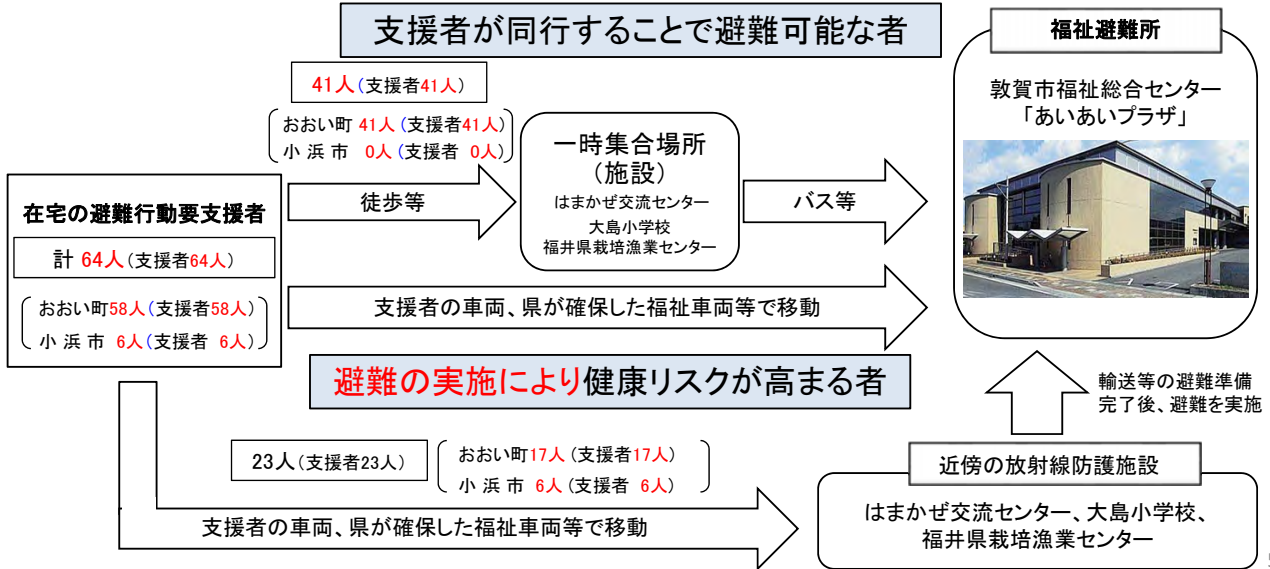 支援者が同行することで避難可能な者
41人(支援者41人)
おおい町 41人(支援者41人)
小 浜 市 0人(支援者 0人)
在宅の避難行動要支援者
計 64人(支援者64人)
おおい町58人(支援者58人)
小 浜 市 6人(支援者 6人)
徒歩等
一時集合場所
(施設)
はまかぜ交流センター
大島小学校
福井県栽培漁業センター
バス等
支援者の車両、県が確保した福祉車両等で移動
福祉避難所
敦賀市福祉総合センター
「あいあいプラザ」
避難の実施により健康リスクが高まる者
23人(支援者23人)
おおい町17人(支援者17人)
小 浜 市 6人(支援者 6人)
支援者の車両、県が確保した福祉車両等で移動
輸送等の避難準備
完了後、避難を実施
近傍の放射線防護施設
はまかぜ交流センター、大島小学校、
福井県栽培漁業センター